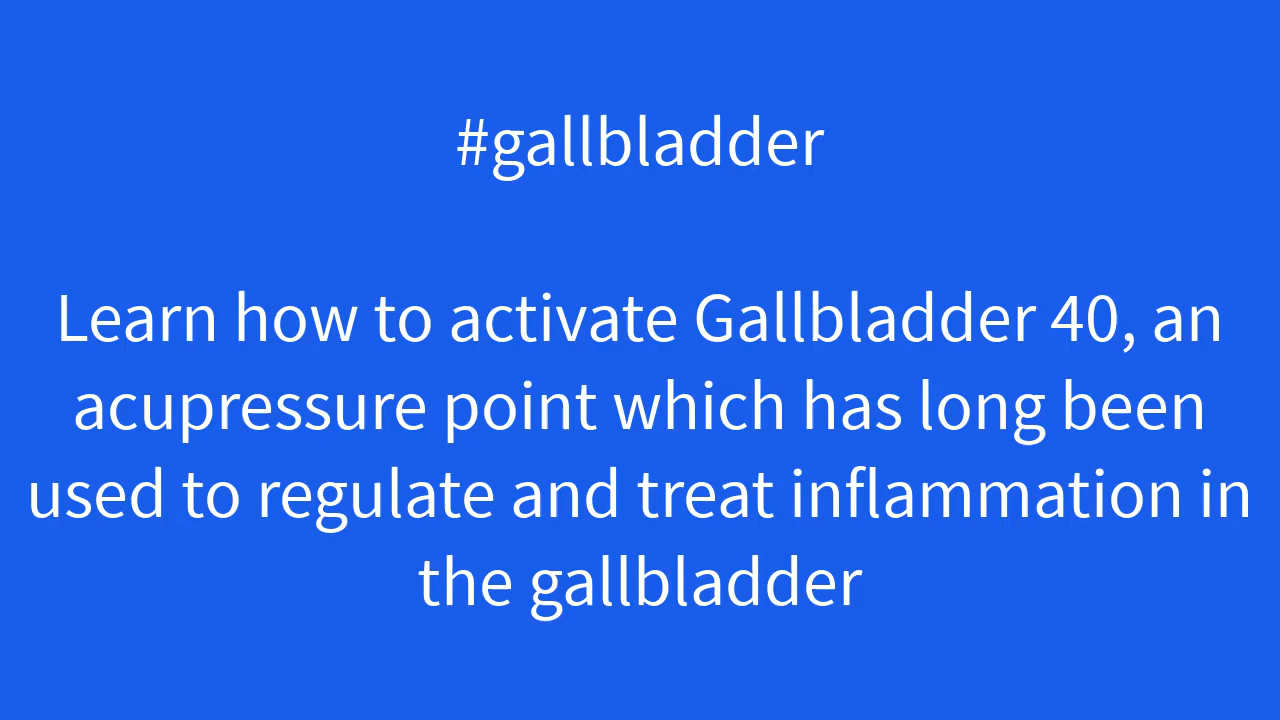 #gallbladder
Learn how to activate Gallbladder 40, an
acupressure point which has long been
used to regulate and treat inflammation in
the gallbladder